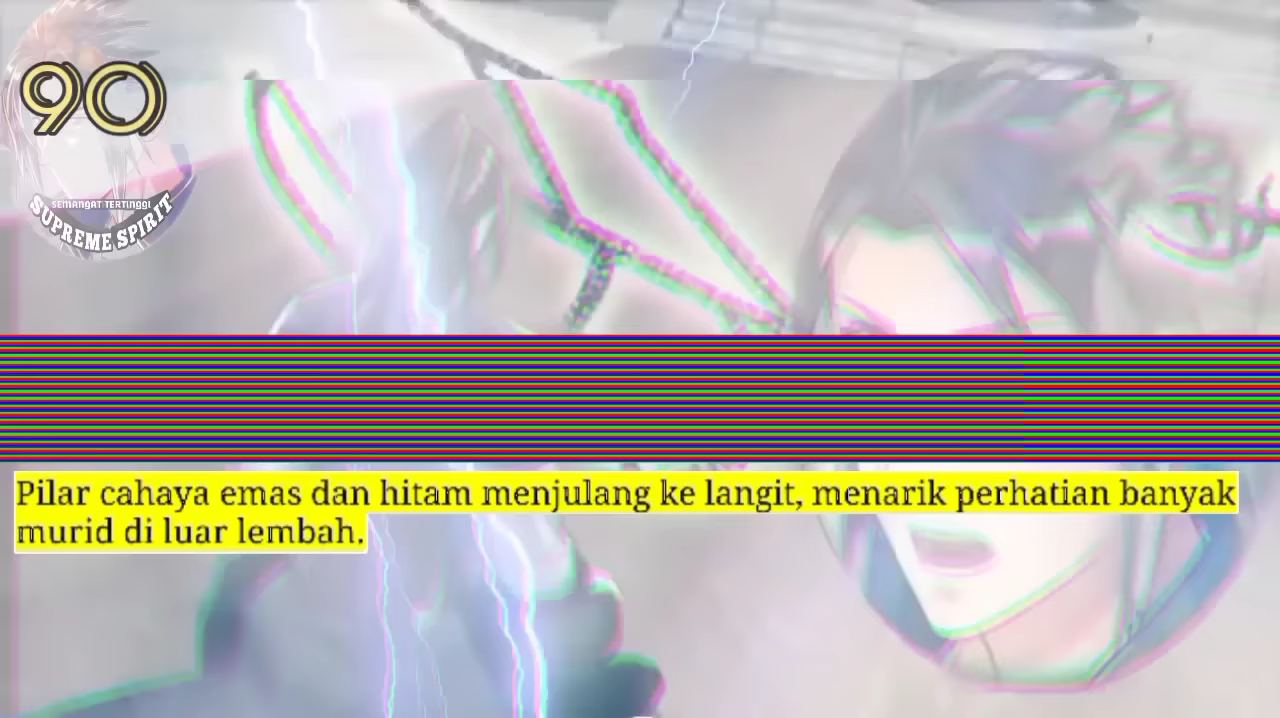 90
SEMANGAT TERTINGGI
SUPREME SPIRIT
Pilar cahaya emas dan hitam menjulang ke langit, menarik perhatian banyak
murid di luar lembah.